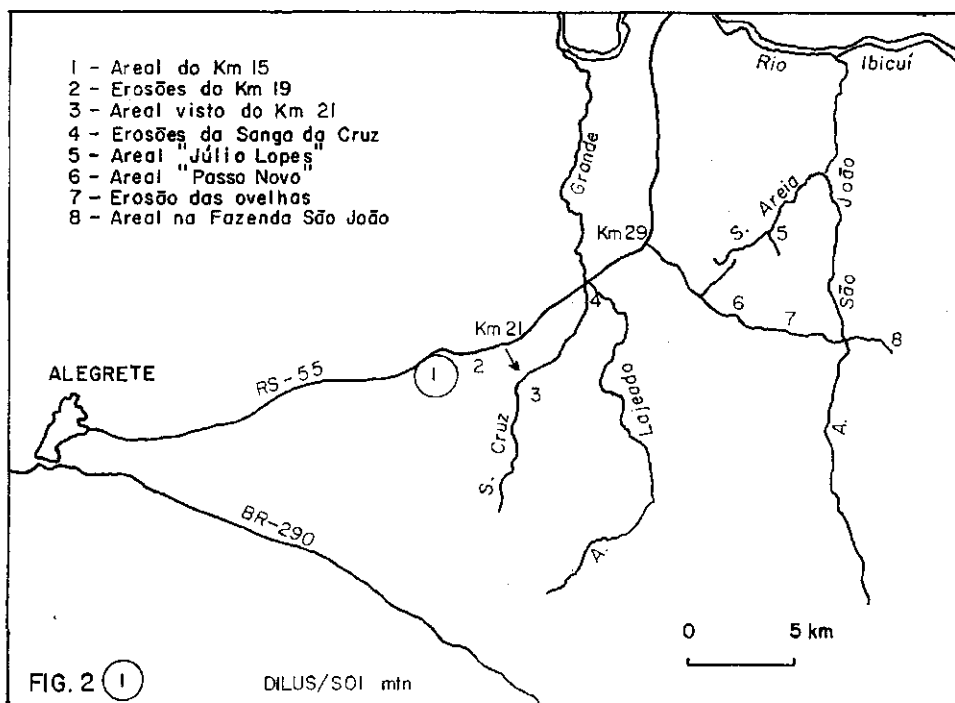 1 - Areal do Km 15
2 - Erosões do Km 19
3 - Areal visto do Km 21
4 - Erosões da Sanga da Cruz
5 - Areal "Júlio Lopes"
6 - Areal "Passo Novo"
7 - Erosão das ovelhas
8 - Areal na Fazenda São João
Rio Ibicuí
Grande
S. Areia
João
5
Km 29
São
4
6
7
8
Km 21
1
2
3
ALEGRETE
RS-55
S. Cruz
Lajeado
A.
A.
BR-290
0 5 km
FIG. 2 1
DILUS/SOI mtn